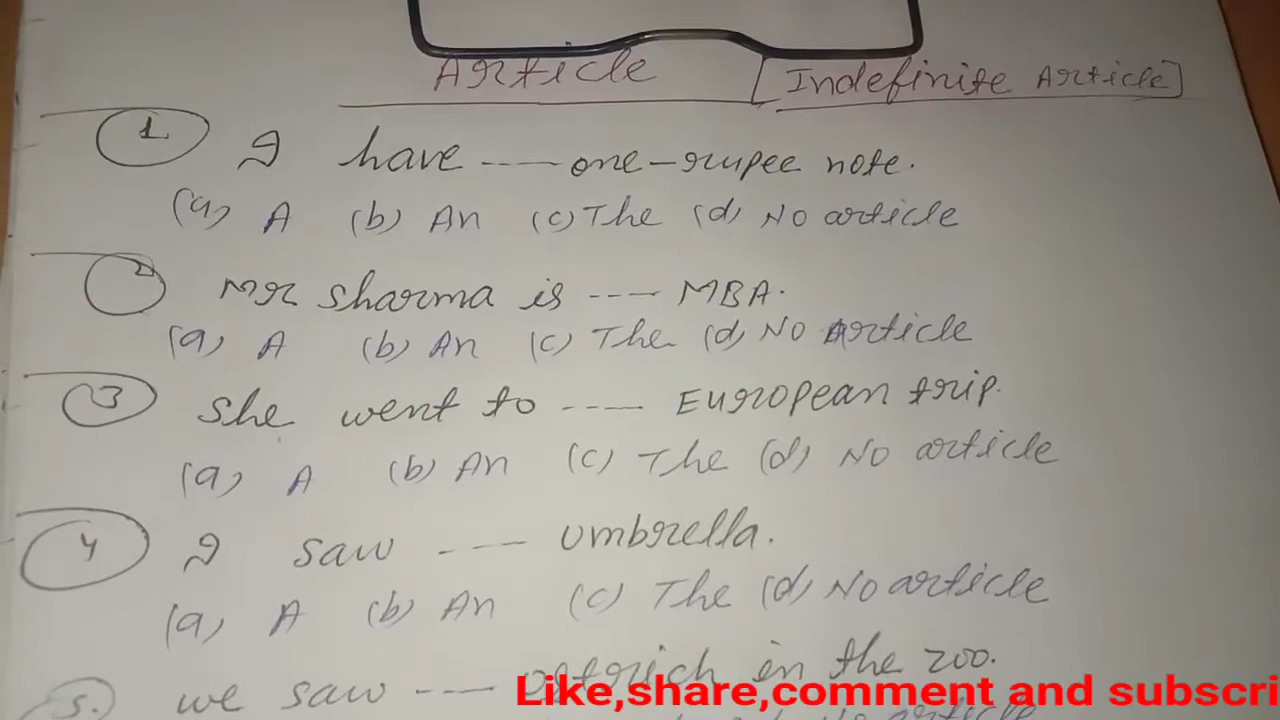 Article [Indefinite Article]
1. I have ---- one-rupee note.
(a) A (b) An (c) The (d) No article
2 Mr Sharma is ---- MBA.
(a) A (b) An (c) The (d) No Article
3 She went to ---- European trip.
(a) A (b) An (c) The (d) No article
4 I saw ---- umbrella.
(a) A (b) An (c) The (d) No article
5. we saw ---- ostrich in the zoo.
Like,share,comment and subscri
article